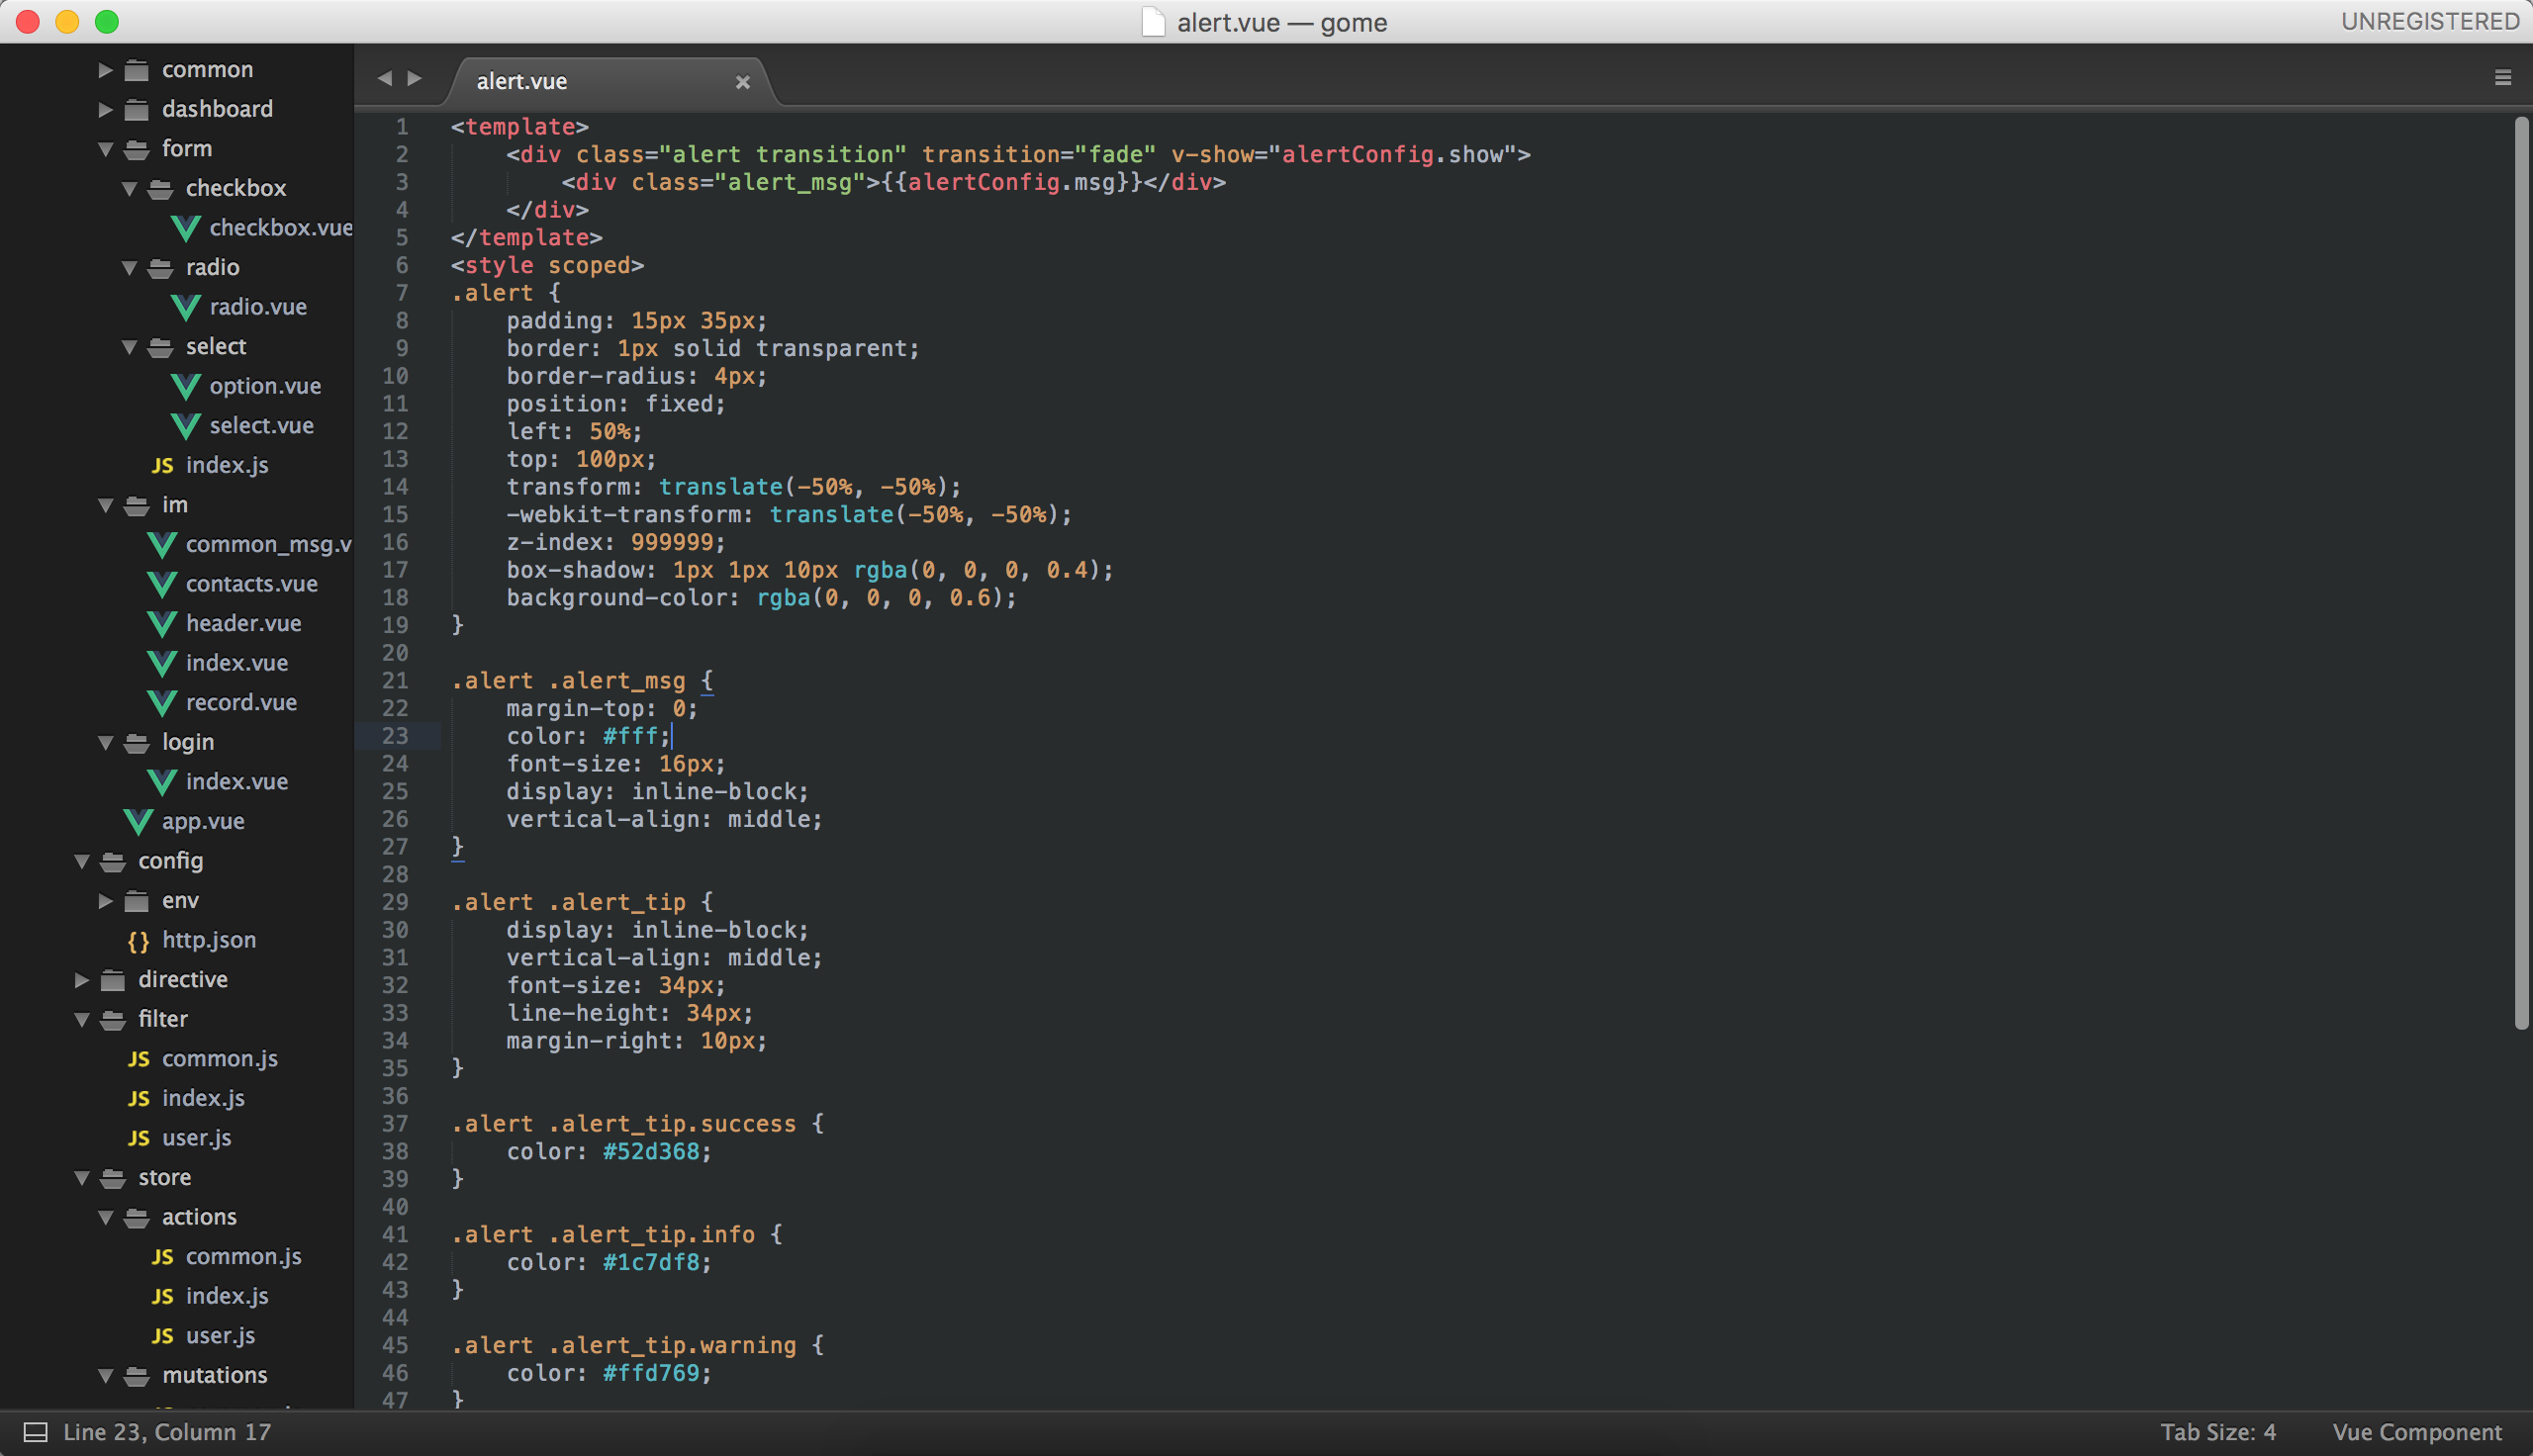 alert.vue — gome
UNREGISTERED
common
dashboard
form
checkbox
checkbox.vue
radio
radio.vue
select
option.vue
select.vue
JS index.js
im
common_msg.v
contacts.vue
header.vue
index.vue
record.vue
login
index.vue
app.vue
config
env
{} http.json
directive
filter
JS common.js
JS index.js
JS user.js
store
actions
JS common.js
JS index.js
JS user.js
mutations
alert.vue
1 <template>
2     <div class="alert transition" transition="fade" v-show="alertConfig.show">
3         <div class="alert_msg">{{alertConfig.msg}}</div>
4     </div>
5 </template>
6 <style scoped>
7 .alert {
8     padding: 15px 35px;
9     border: 1px solid transparent;
10     border-radius: 4px;
11     position: fixed;
12     left: 50%;
13     top: 100px;
14     transform: translate(-50%, -50%);
15     -webkit-transform: translate(-50%, -50%);
16     z-index: 999999;
17     box-shadow: 1px 1px 10px rgba(0, 0, 0, 0.4);
18     background-color: rgba(0, 0, 0, 0.6);
19 }
20
21 .alert .alert_msg {
22     margin-top: 0;
23     color: #fff;
24     font-size: 16px;
25     display: inline-block;
26     vertical-align: middle;
27 }
28
29 .alert .alert_tip {
30     display: inline-block;
31     vertical-align: middle;
32     font-size: 34px;
33     line-height: 34px;
34     margin-right: 10px;
35 }
36
37 .alert .alert_tip.success {
38     color: #52d368;
39 }
40
41 .alert .alert_tip.info {
42     color: #1c7df8;
43 }
44
45 .alert .alert_tip.warning {
46     color: #ffd769;
47 }
Line 23, Column 17
Tab Size: 4
Vue Component